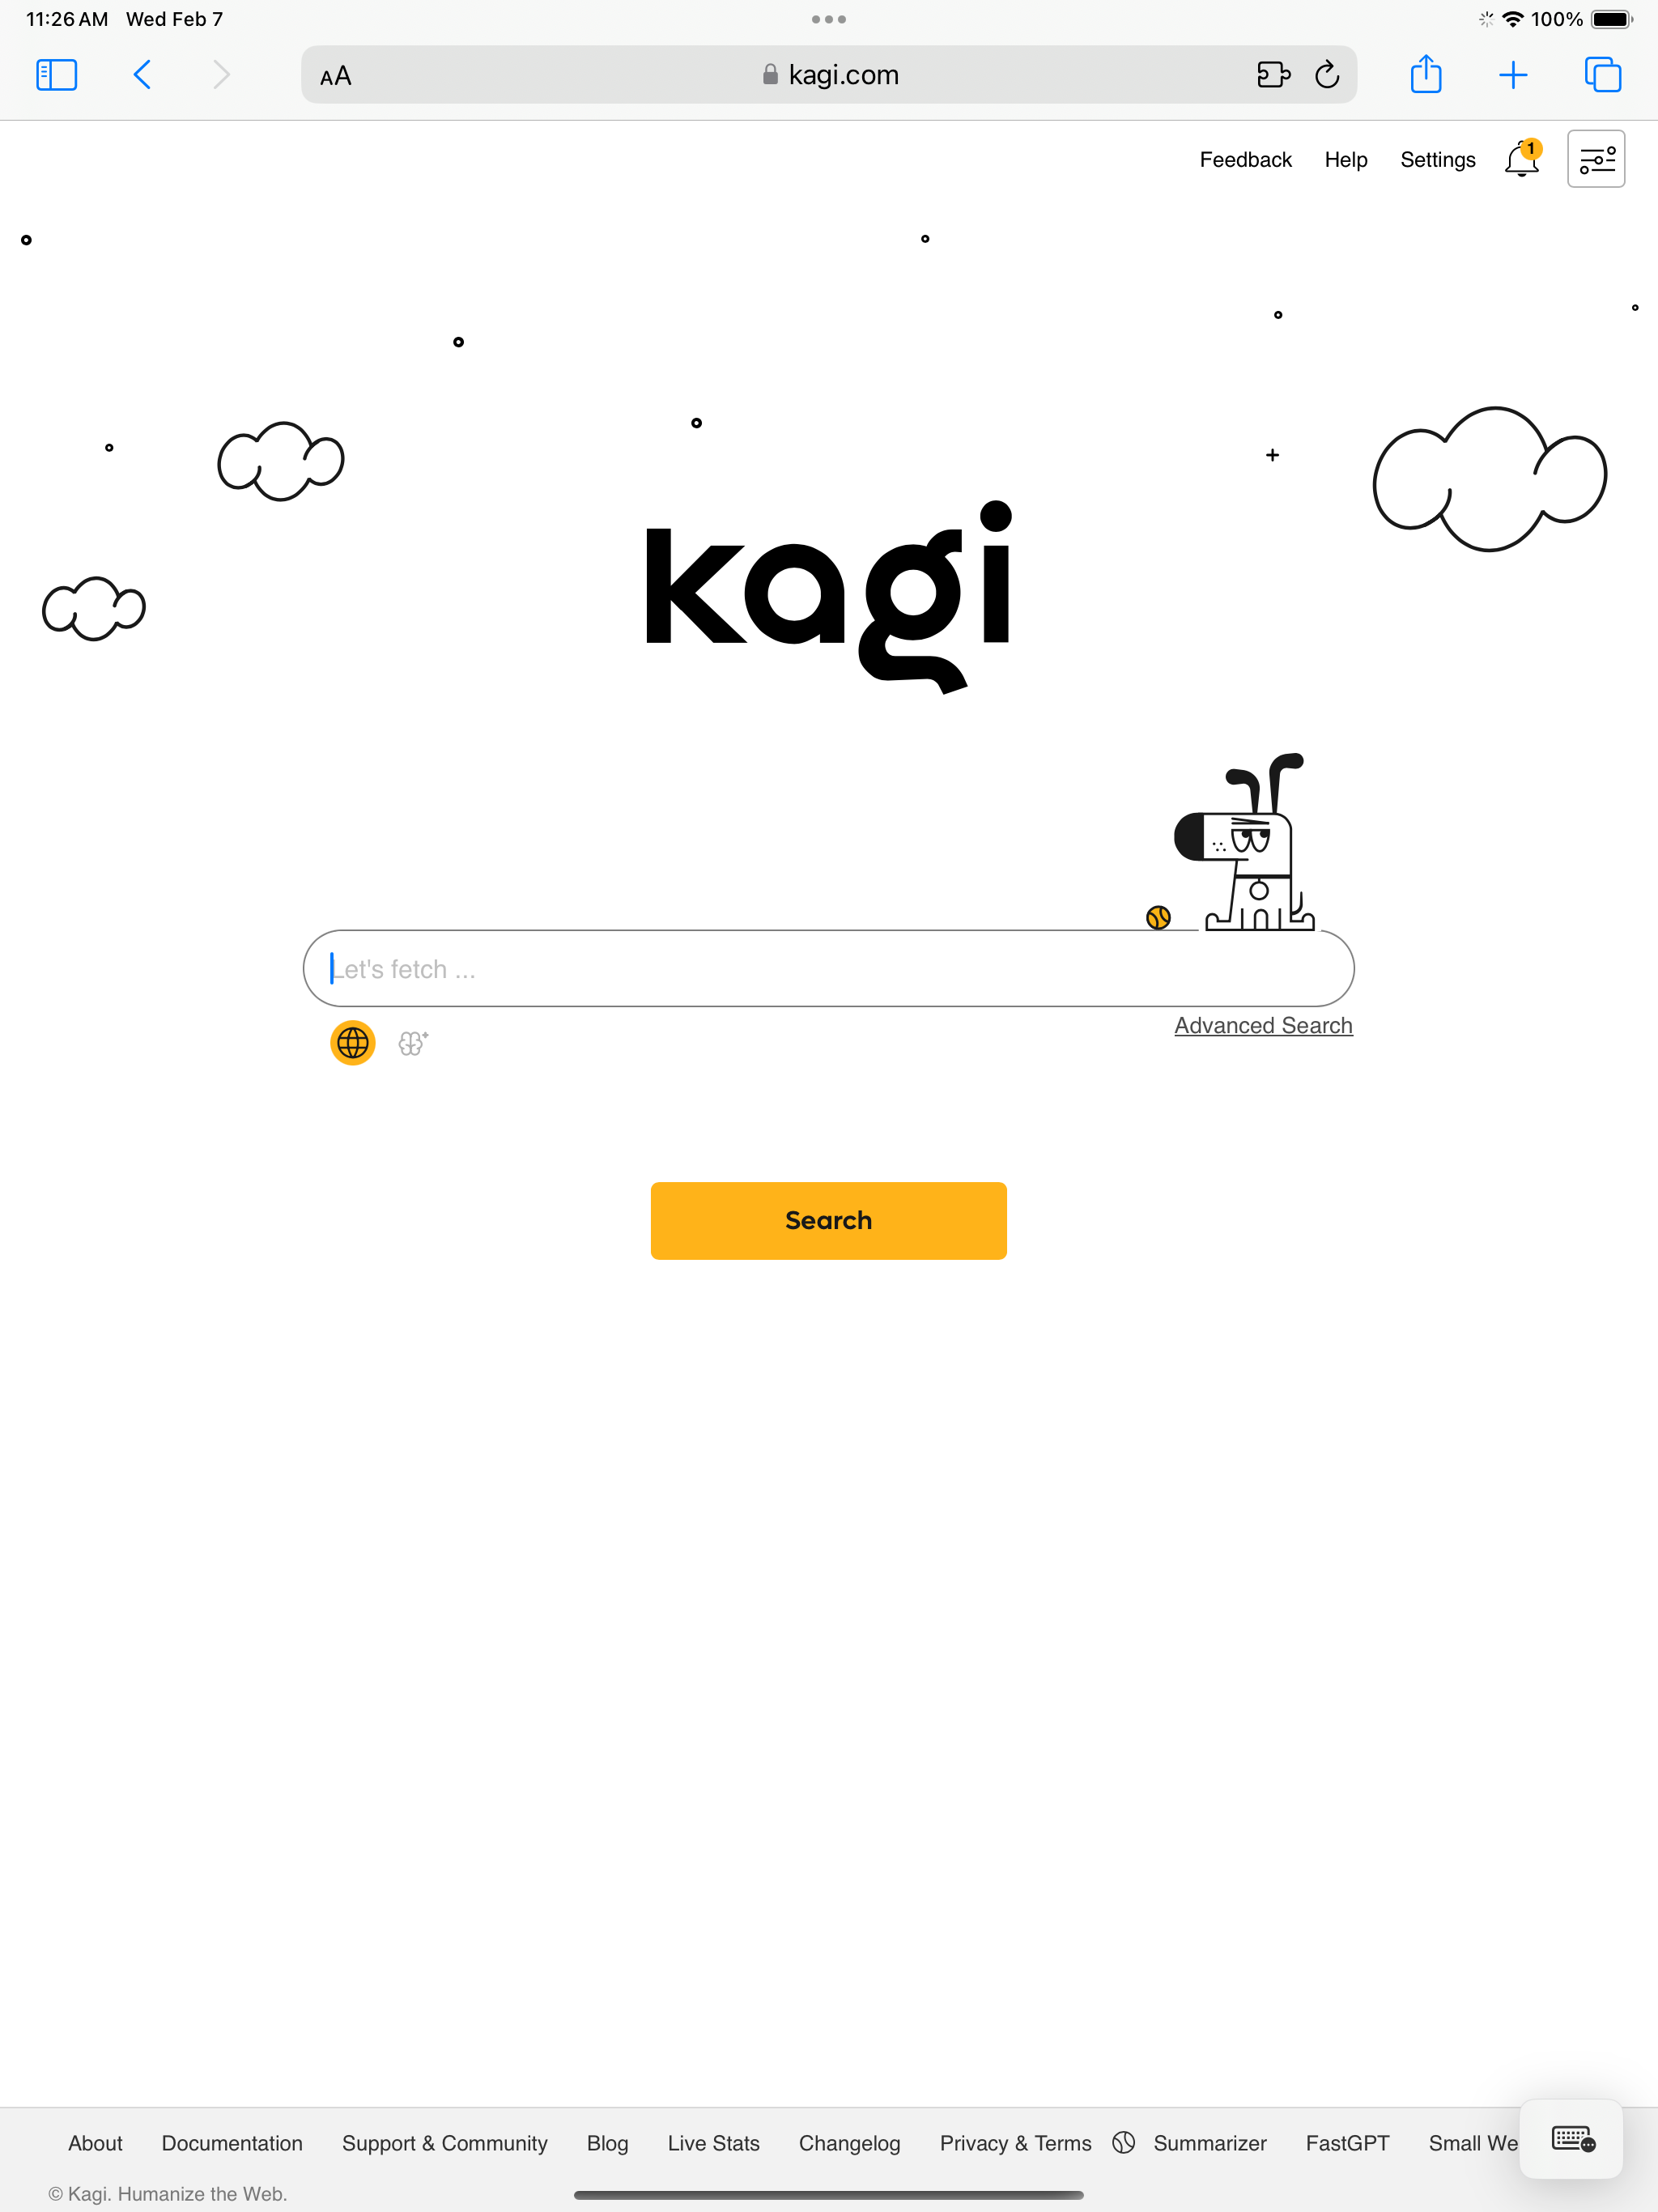 11:26 AM Wed Feb 7
100%
AA
kagi.com
Feedback Help Settings 1
kagi
Let's fetch ...
Advanced Search
Search
About Documentation Support & Community Blog Live Stats Changelog Privacy & Terms Summarizer FastGPT Small We
© Kagi. Humanize the Web.